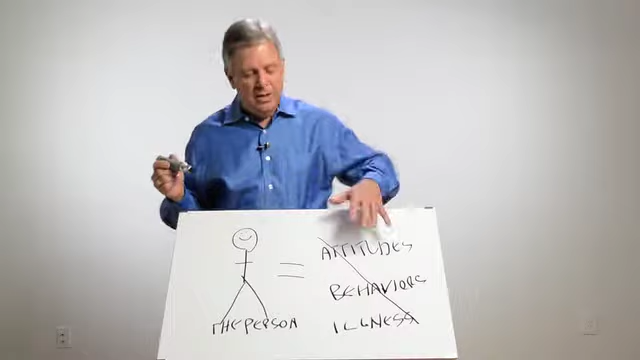 ATTITUDES
=
BEHAVIORS
THE PERSON
ILLNESS